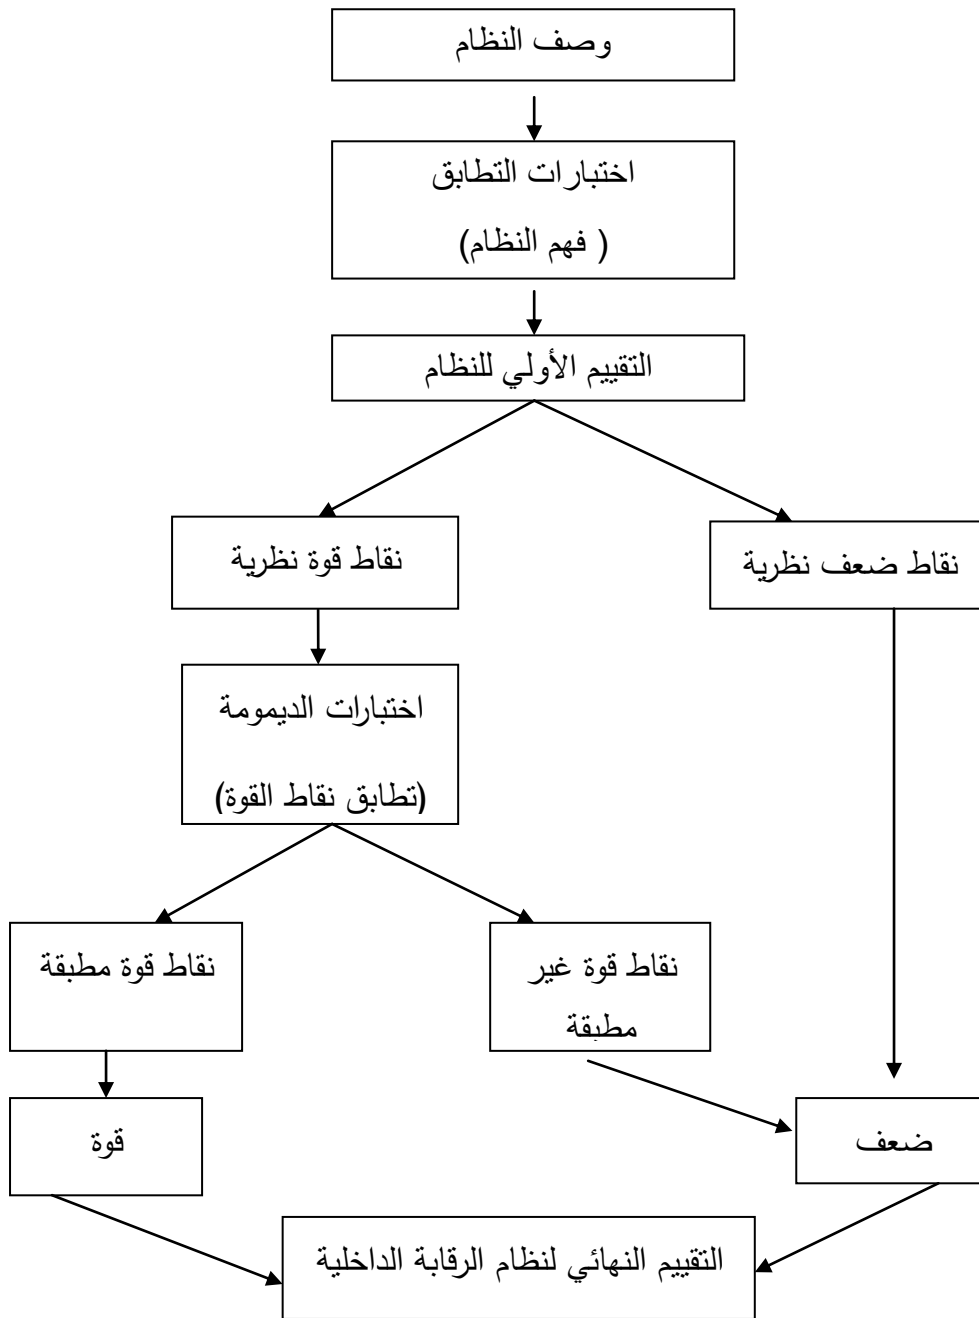 وصف النظام
اختبارات التطابق
( فهم النظام)
التقييم الأولي للنظام
نقاط قوة نظرية
نقاط ضعف نظرية
اختبارات الديمومة
(تطابق نقاط القوة)
نقاط قوة مطبقة
نقاط قوة غير
مطبقة
قوة
ضعف
التقييم النهائي لنظام الرقابة الداخلية